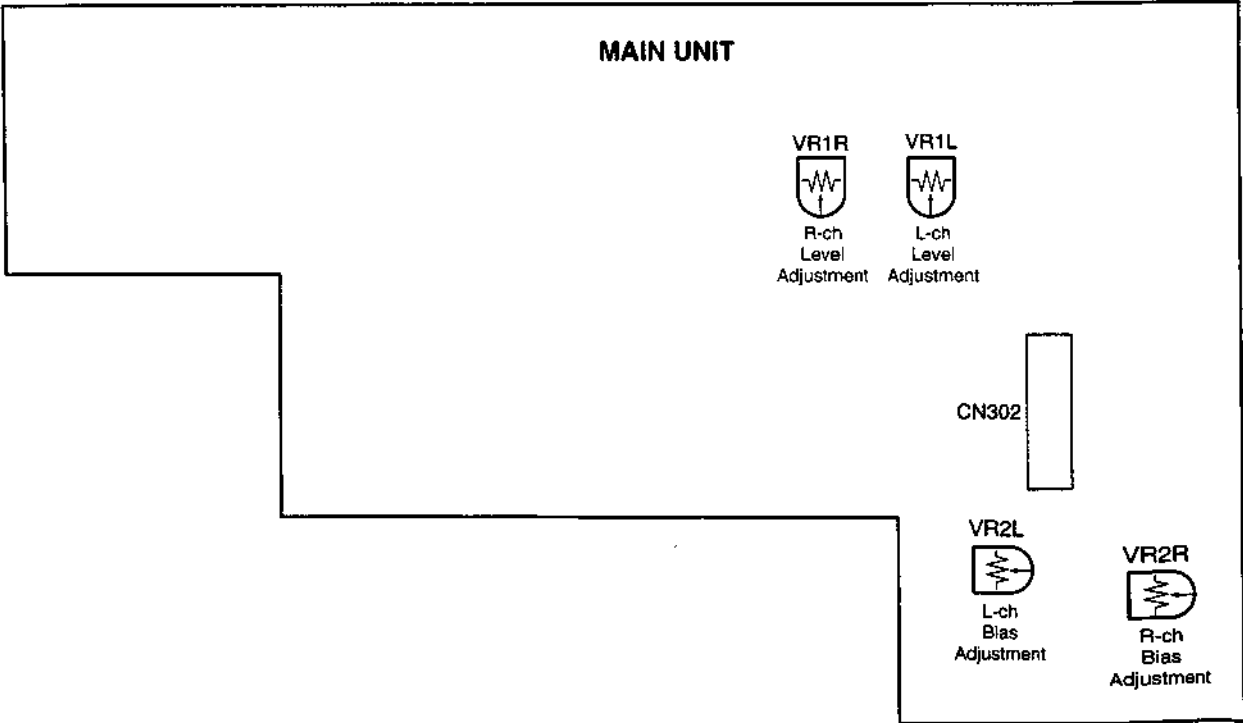 MAIN UNIT
VR1R
R-ch
Level
Adjustment
VR1L
L-ch
Level
Adjustment
CN302
VR2L
L-ch
Bias
Adjustment
VR2R
R-ch
Bias
Adjustment